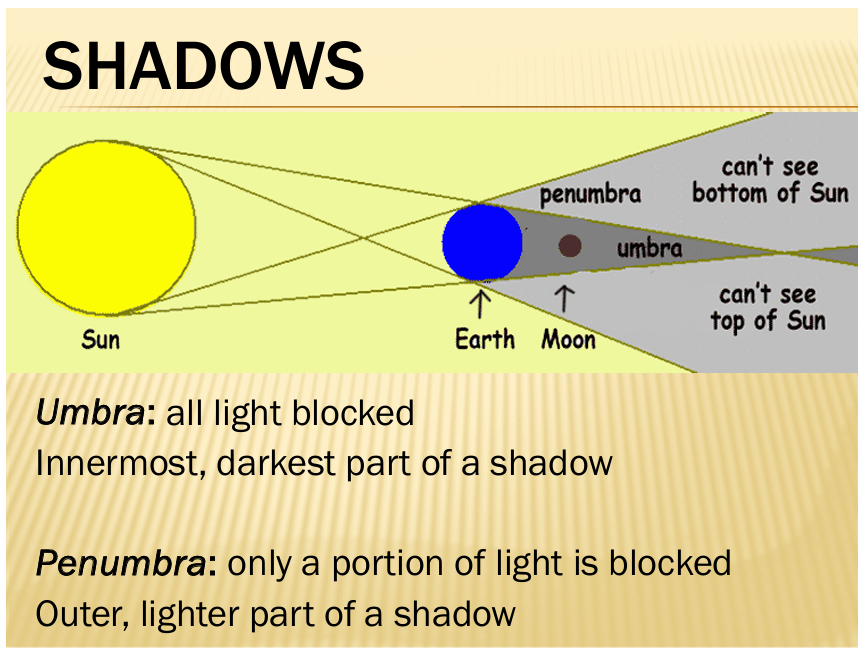 SHADOWS
can't see
bottom of Sun
penumbra
umbra
can't see
top of Sun
Sun
Earth
Moon
Umbra: all light blocked
Innermost, darkest part of a shadow
Penumbra: only a portion of light is blocked
Outer, lighter part of a shadow